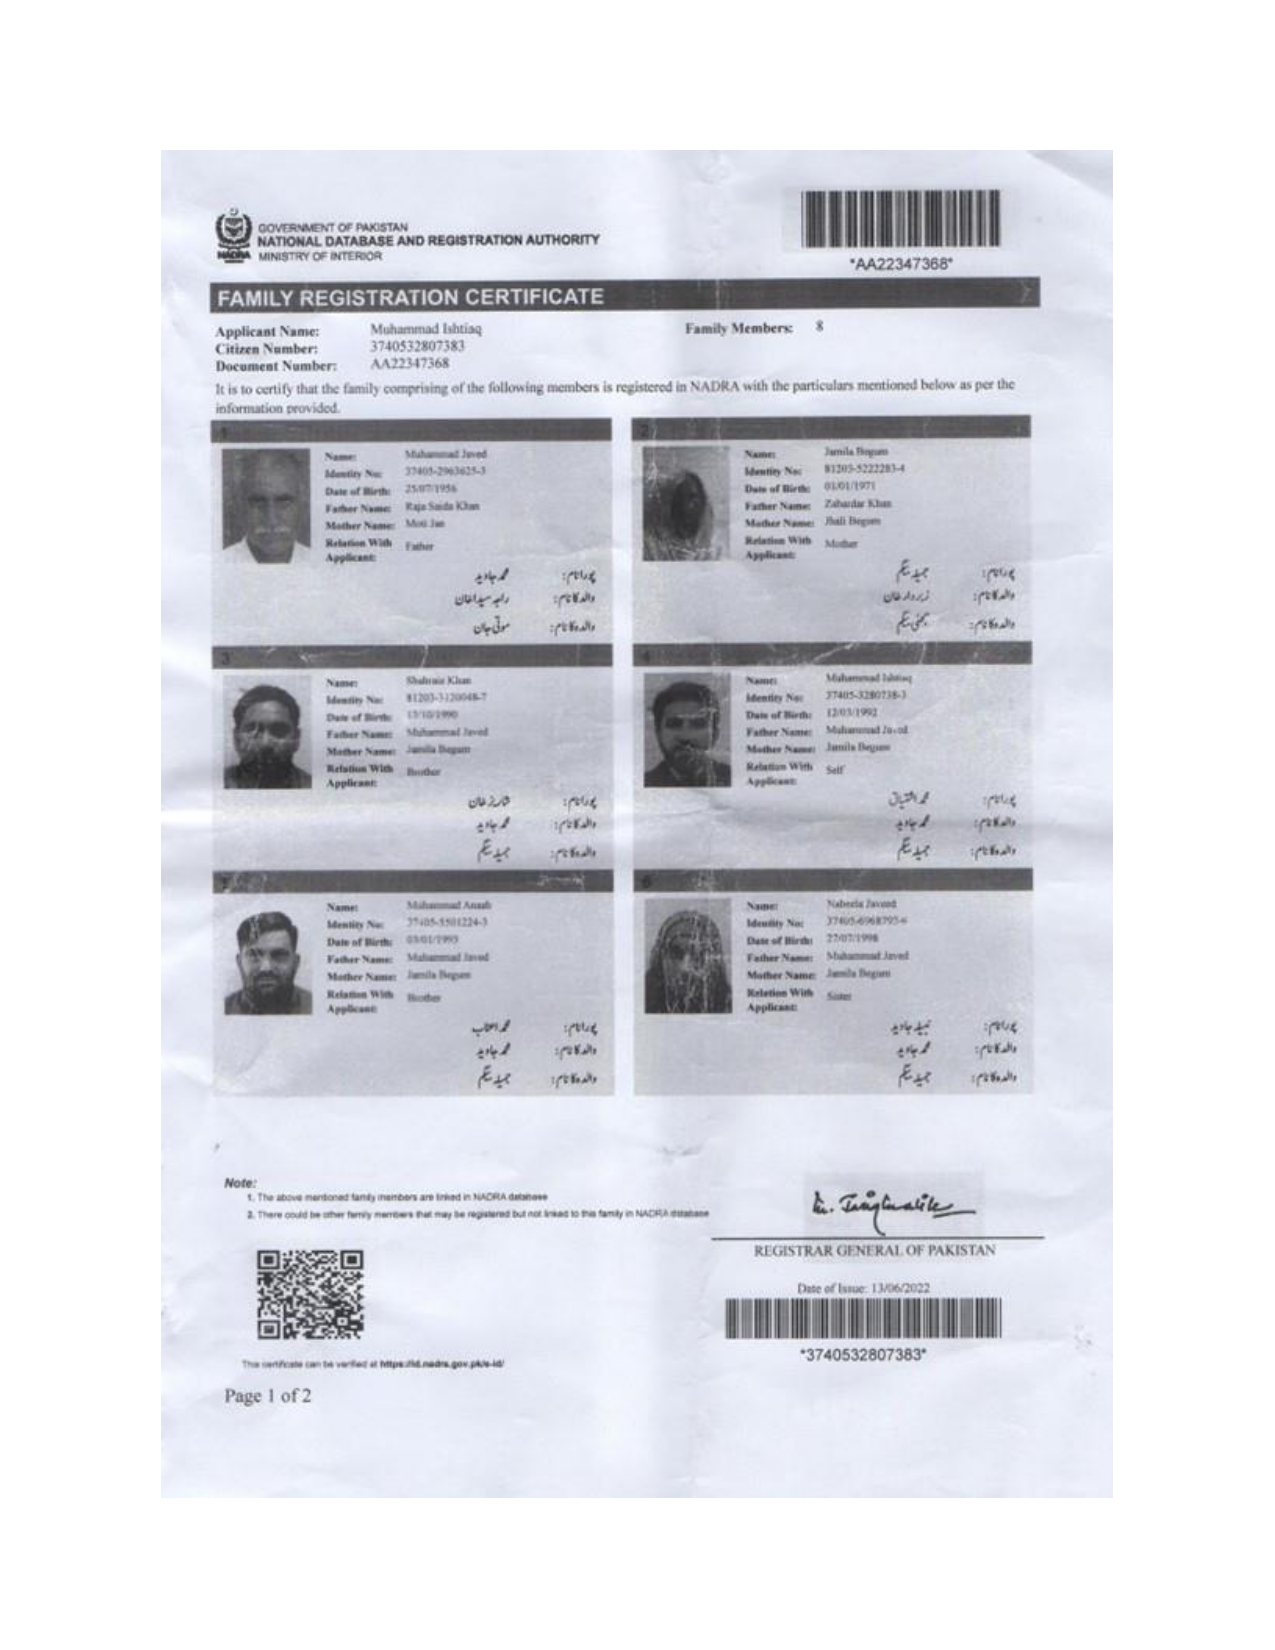 GOVERNMENT OF PAKISTAN
NATIONAL DATABASE AND REGISTRATION AUTHORITY
NADRA MINISTRY OF INTERIOR
*AA22347368*
FAMILY REGISTRATION CERTIFICATE
Applicant Name: Muhammad Ishtiaq
Family Members: 8
Citizen Number: 3740532807383
Document Number: AA22347368
It is to certify that the family comprising of the following members is registered in NADRA with the particulars mentioned below as per the
information provided.
1
Name: Muhammad Javed
Identity No: 37405-2963625-3
Date of Birth: 25/07/1956
Father Name: Raja Saida Khan
Mother Name: Moti Jan
Relation With Applicant: Father
پورا نام: محمد جاوید
والد کا نام: راجہ سیدا خان
والدہ کا نام: موتی جان
2
Name: Jamila Begum
Identity No: 81203-5222283-4
Date of Birth: 01/01/1971
Father Name: Zabardar Khan
Mother Name: Jhali Begum
Relation With Applicant: Mother
پورا نام: جمیلہ بیگم
والد کا نام: زبردار خان
والدہ کا نام: بیگم
3
Name: Khan
Identity No: 81203-3120048-7
Date of Birth: 13/10/1990
Father Name: Muhammad Javed
Mother Name: Jamila Begum
Relation With Applicant: Brother
پورا نام: خان
والد کا نام: محمد جاوید
والدہ کا نام: جمیلہ بیگم
4
Name: Muhammad Ishtiaq
Identity No: 37405-3280738-3
Date of Birth: 12/03/1992
Father Name: Muhammad Javed
Mother Name: Jamila Begum
Relation With Applicant: Self
پورا نام: محمد اشتیاق
والد کا نام: محمد جاوید
والدہ کا نام: جمیلہ بیگم
5
Name: Muhammad
Identity No: 37405-5501224-3
Date of Birth: 03/01/1993
Father Name: Muhammad Javed
Mother Name: Jamila Begum
Relation With Applicant: Brother
پورا نام: محمد
والد کا نام: محمد جاوید
والدہ کا نام: جمیلہ بیگم
6
Name: Nabeela Javeed
Identity No: 37405-6968795-6
Date of Birth: 27/07/1998
Father Name: Muhammad Javed
Mother Name: Jamila Begum
Relation With Applicant: Sister
پورا نام: نبیلہ جاوید
والد کا نام: محمد جاوید
والدہ کا نام: جمیلہ بیگم
Note:
1. The above mentioned family members are linked in NADRA database
2. There could be other family members that may be registered but not linked to this family in NADRA database
REGISTRAR GENERAL OF PAKISTAN
Date of Issue: 13/06/2022
*3740532807383*
This certificate can be verified at https://id.nadra.gov.pk/e-id/
Page 1 of 2